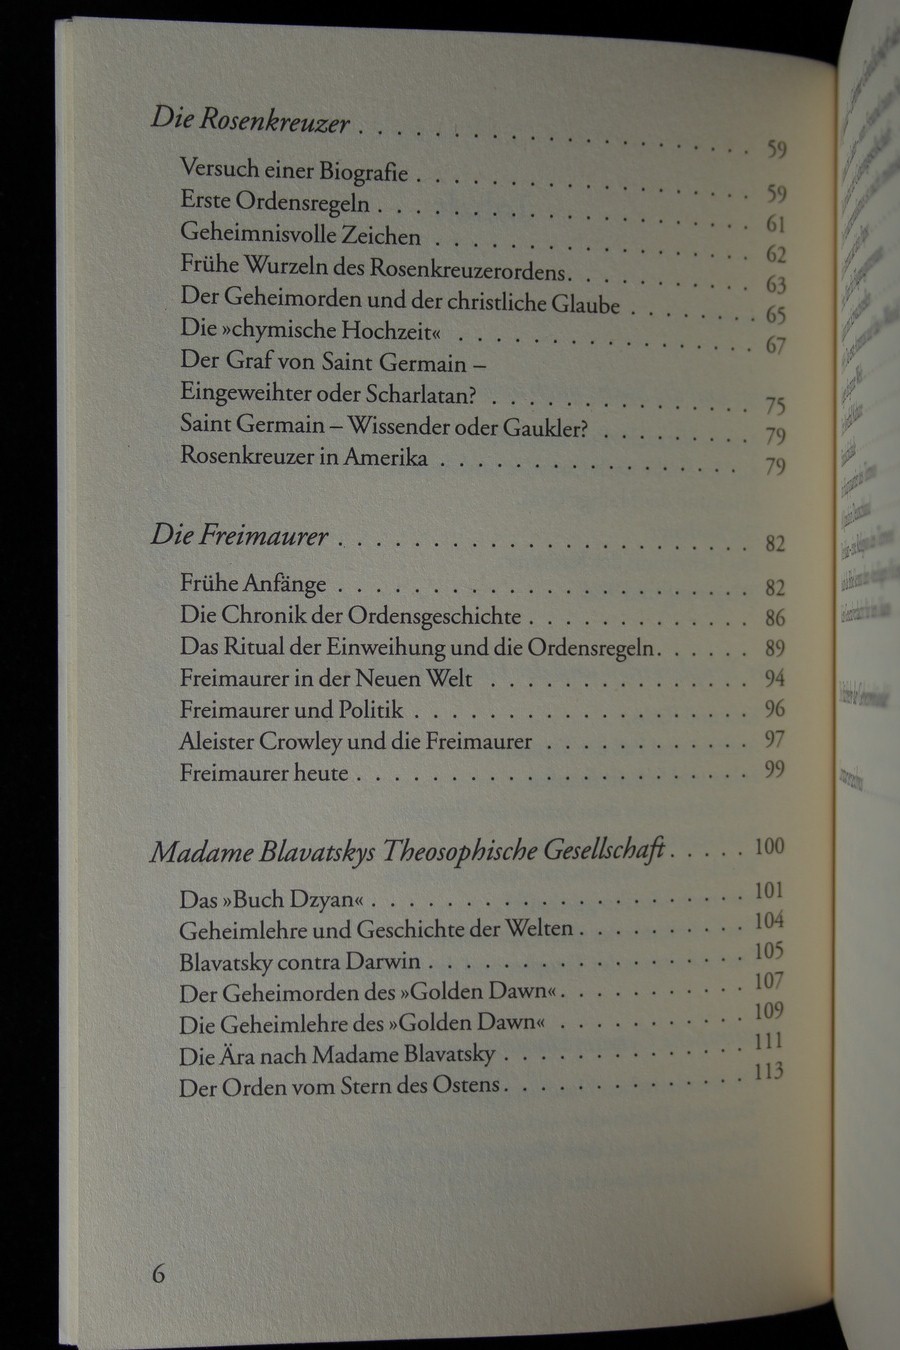 Die Rosenkreuzer . . . . . . . . . . . . . . . . . . . . . 59
Versuch einer Biografie . . . . . . . . . . . . . . . . . . 59
Erste Ordensregeln . . . . . . . . . . . . . . . . . . . . 61
Geheimnisvolle Zeichen . . . . . . . . . . . . . . . . . 62
Frühe Wurzeln des Rosenkreuzerordens. . . . . . . . . . 63
Der Geheimorden und der christliche Glaube . . . . . . . . 65
Die »chymische Hochzeit« . . . . . . . . . . . . . . . . 67
Der Graf von Saint Germain –
Eingeweihter oder Scharlatan? . . . . . . . . . . . . . . 75
Saint Germain – Wissender oder Gaukler? . . . . . . . . . 79
Rosenkreuzer in Amerika . . . . . . . . . . . . . . . . 79
Die Freimaurer . . . . . . . . . . . . . . . . . . . . . . 82
Frühe Anfänge . . . . . . . . . . . . . . . . . . . . . . 82
Die Chronik der Ordensgeschichte . . . . . . . . . . . . . 86
Das Ritual der Einweihung und die Ordensregeln. . . . . . 89
Freimaurer in der Neuen Welt . . . . . . . . . . . . . . 94
Freimaurer und Politik . . . . . . . . . . . . . . . . . . 96
Aleister Crowley und die Freimaurer . . . . . . . . . . . 97
Freimaurer heute . . . . . . . . . . . . . . . . . . . . . 99
Madame Blavatskys Theosophische Gesellschaft . . . . . 100
Das »Buch Dzyan« . . . . . . . . . . . . . . . . . . . . 101
Geheimlehre und Geschichte der Welten . . . . . . . . . . 104
Blavatsky contra Darwin . . . . . . . . . . . . . . . . . 105
Der Geheimorden des »Golden Dawn«. . . . . . . . . . . 107
Die Geheimlehre des »Golden Dawn« . . . . . . . . . . . 109
Die Ära nach Madame Blavatsky . . . . . . . . . . . . . . 111
Der Orden vom Stern des Ostens. . . . . . . . . . . . . . 113
6